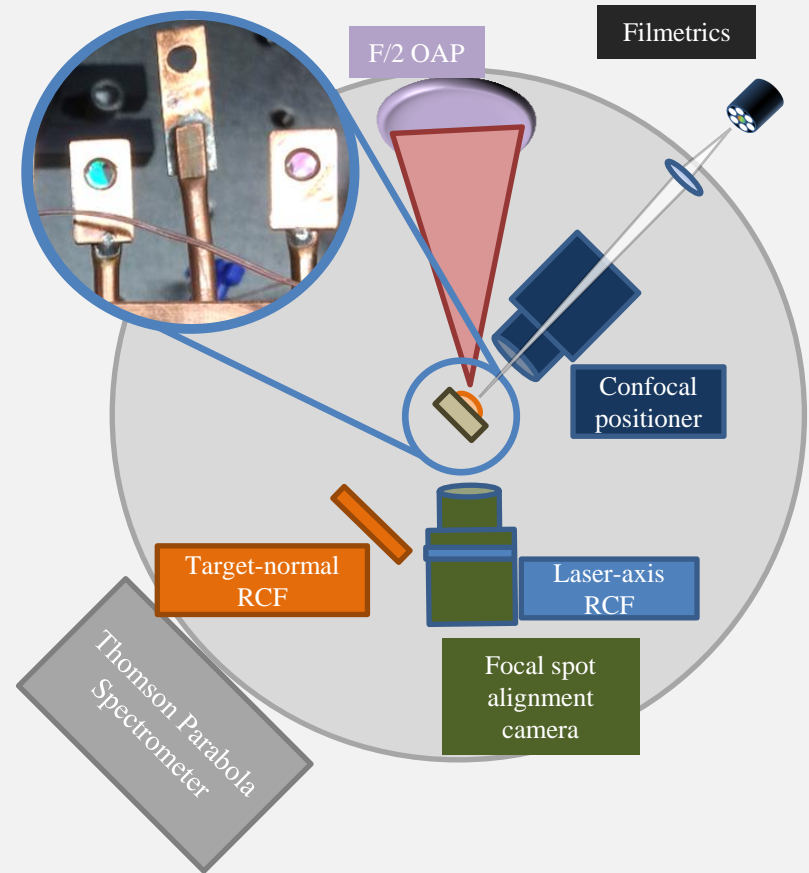 F/2 OAP
Filmetrics
Confocal
positioner
Target-normal
RCF
Laser-axis
RCF
Focal spot
alignment
camera
Thomson Parabola
Spectrometer